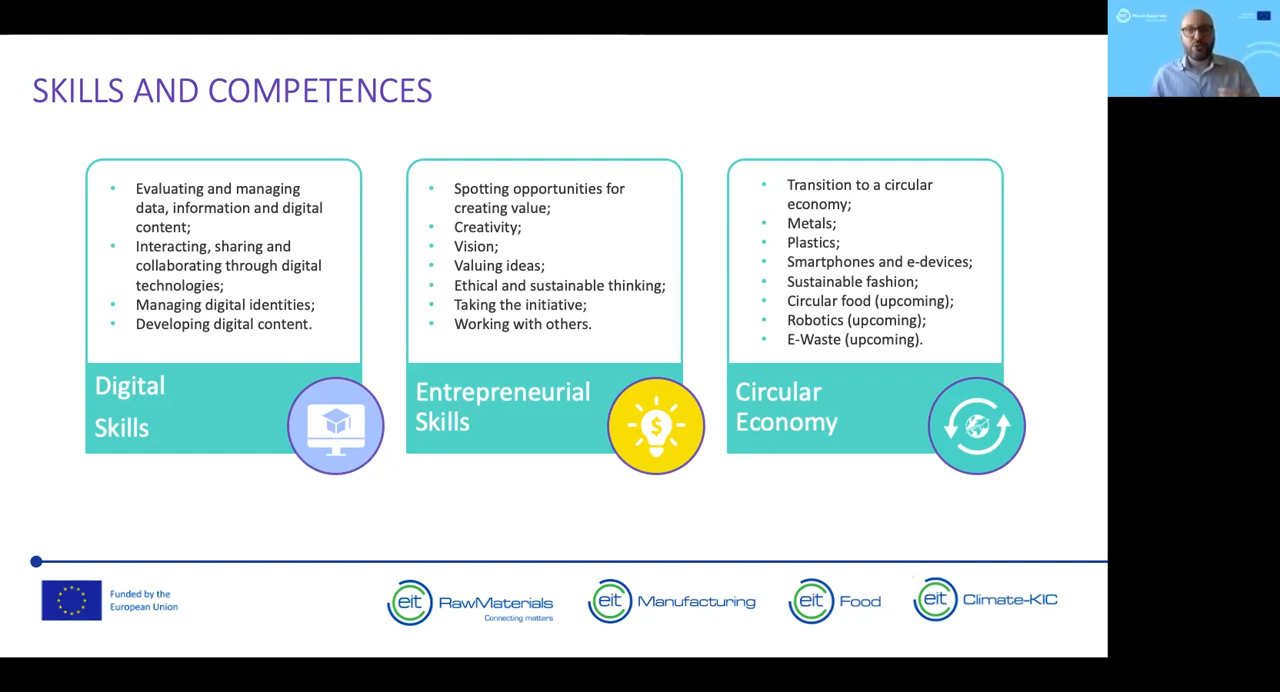 SKILLS AND COMPETENCES
• Evaluating and managing
data, information and digital
content;
• Interacting, sharing and
collaborating through digital
technologies;
• Managing digital identities;
• Developing digital content.
Digital
Skills
• Spotting opportunities for
creating value;
• Creativity;
• Vision;
• Valuing ideas;
• Ethical and sustainable thinking;
• Taking the initiative;
• Working with others.
Entrepreneurial
Skills
$
• Transition to a circular
economy;
• Metals;
• Plastics;
• Smartphones and e-devices;
• Sustainable fashion;
• Circular food (upcoming);
• Robotics (upcoming);
• E-Waste (upcoming).
Circular
Economy
Funded by the
European Union
eit RawMaterials
Connecting matters
eit Manufacturing
eit Food
eit Climate-KIC
eit RawMaterials